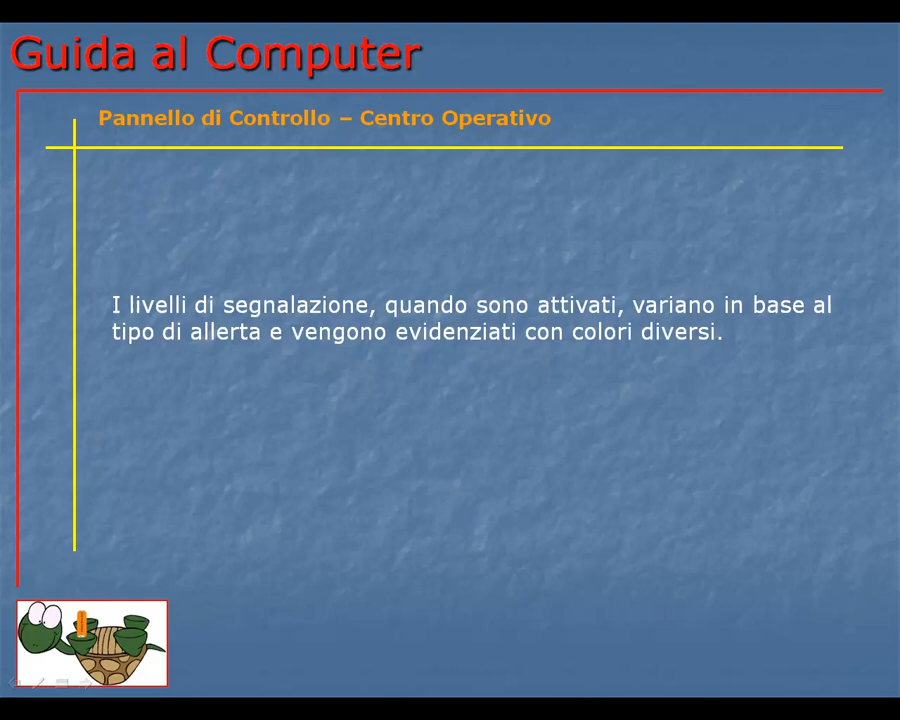 Guida al Computer
Pannello di Controllo – Centro Operativo
I livelli di segnalazione, quando sono attivati, variano in base al
tipo di allerta e vengono evidenziati con colori diversi.